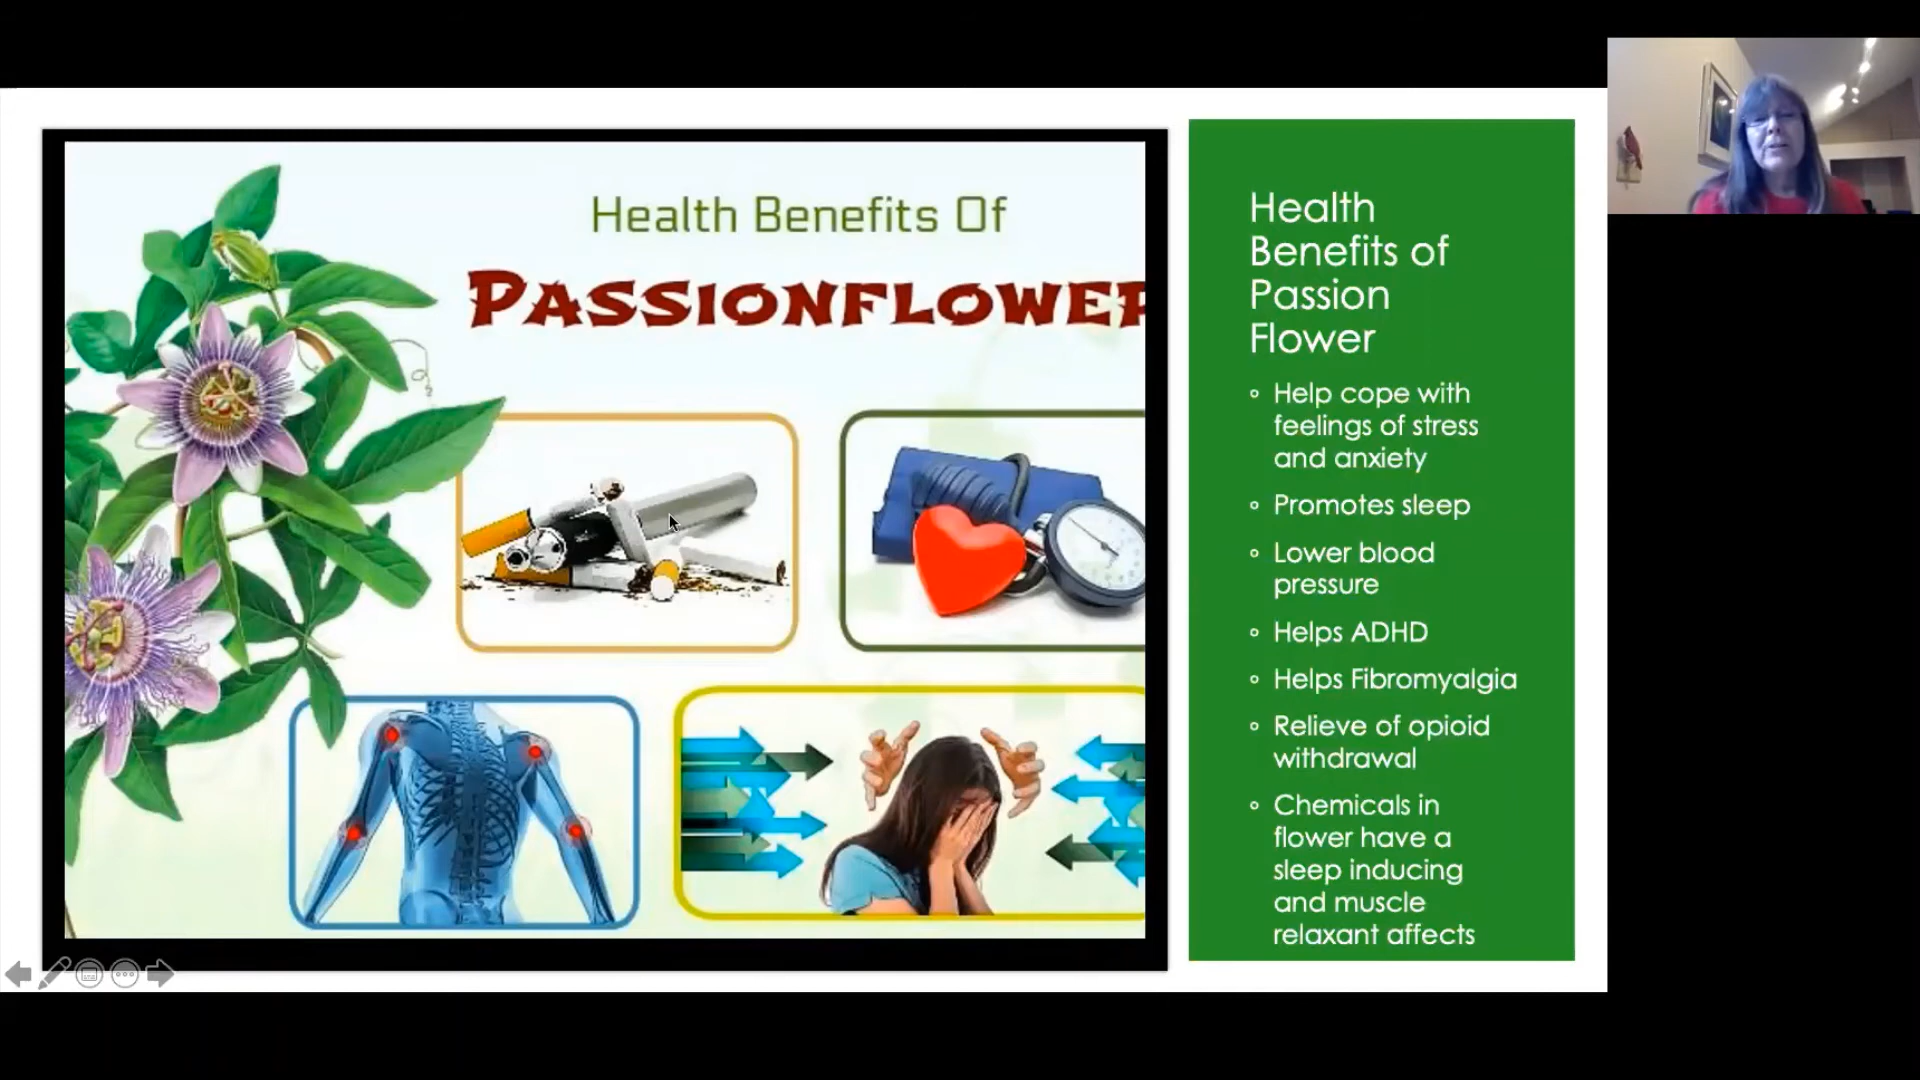 Health Benefits Of
PASSIONFLOWER
Health
Benefits of
Passion
Flower
Help cope with
feelings of stress
and anxiety
Promotes sleep
Lower blood
pressure
Helps ADHD
Helps Fibromyalgia
Relieve of opioid
withdrawal
Chemicals in
flower have a
sleep inducing
and muscle
relaxant affects